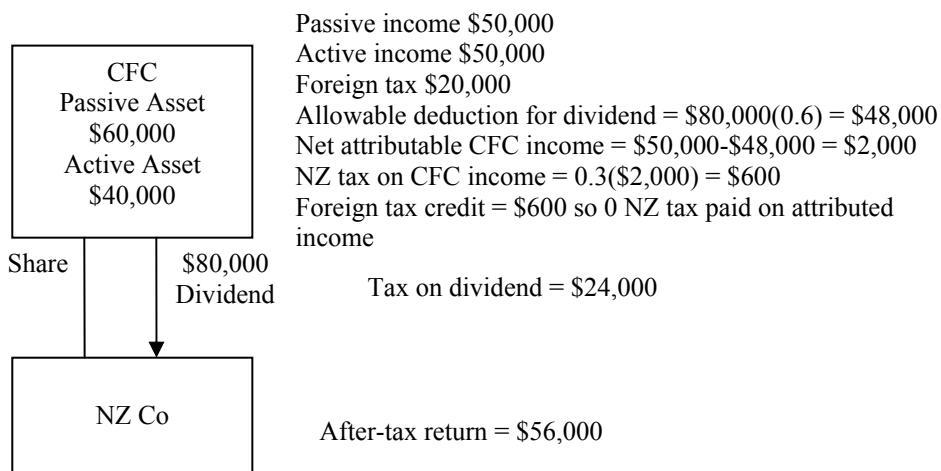 Passive income $50,000
Active income $50,000
Foreign tax $20,000
Allowable deduction for dividend = $80,000(0.6) = $48,000
Net attributable CFC income = $50,000-$48,000 = $2,000
NZ tax on CFC income = 0.3($2,000) = $600
Foreign tax credit = $600 so 0 NZ tax paid on attributed
income
CFC
Passive Asset
$60,000
Active Asset
$40,000
Share
$80,000
Dividend
Tax on dividend = $24,000
NZ Co
After-tax return = $56,000